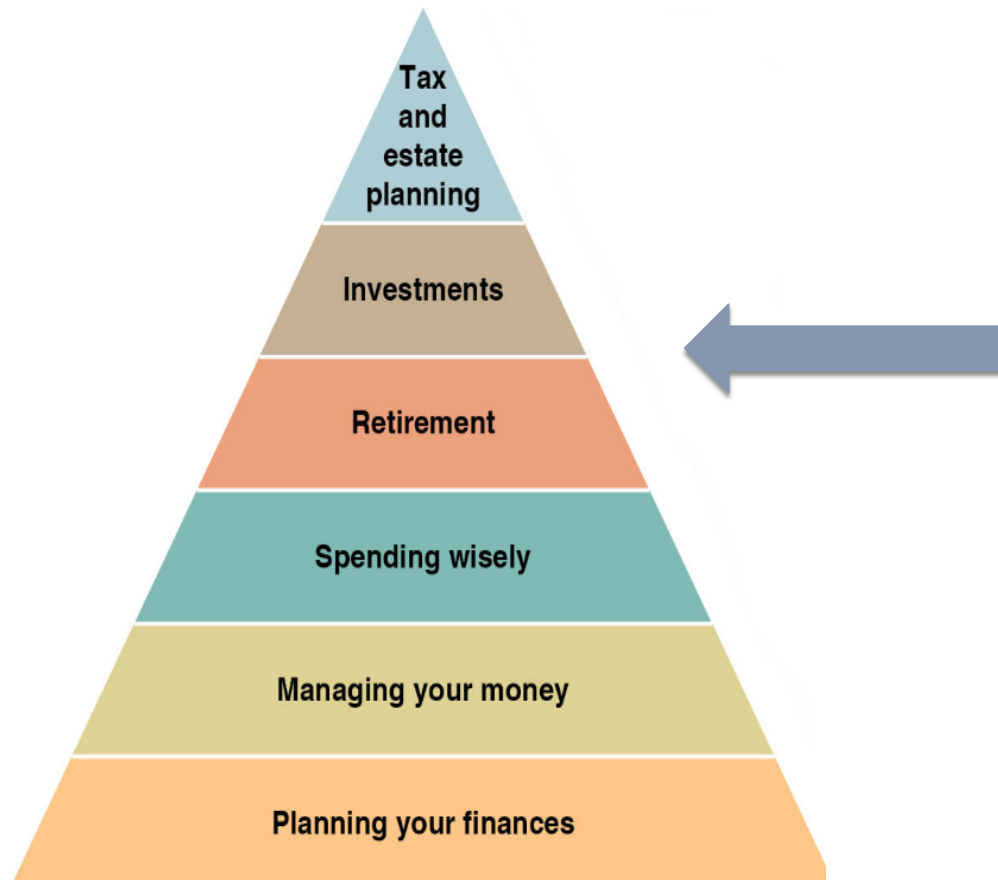 Tax
and
estate
planning
Investments
Retirement
Spending wisely
Managing your money
Planning your finances